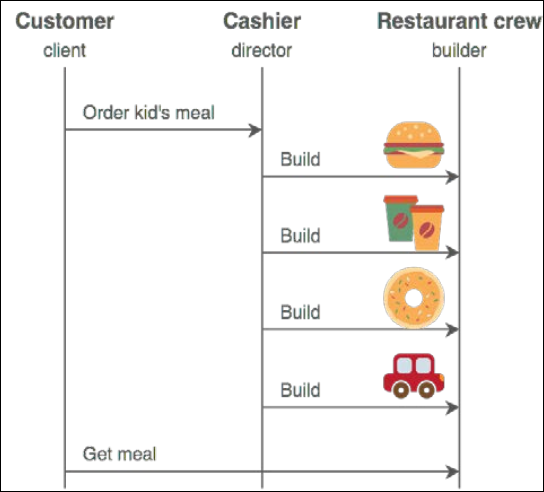 Customer Cashier Restaurant crew
client director builder
Order kid's meal
Build
Build
Build
Build
Get meal